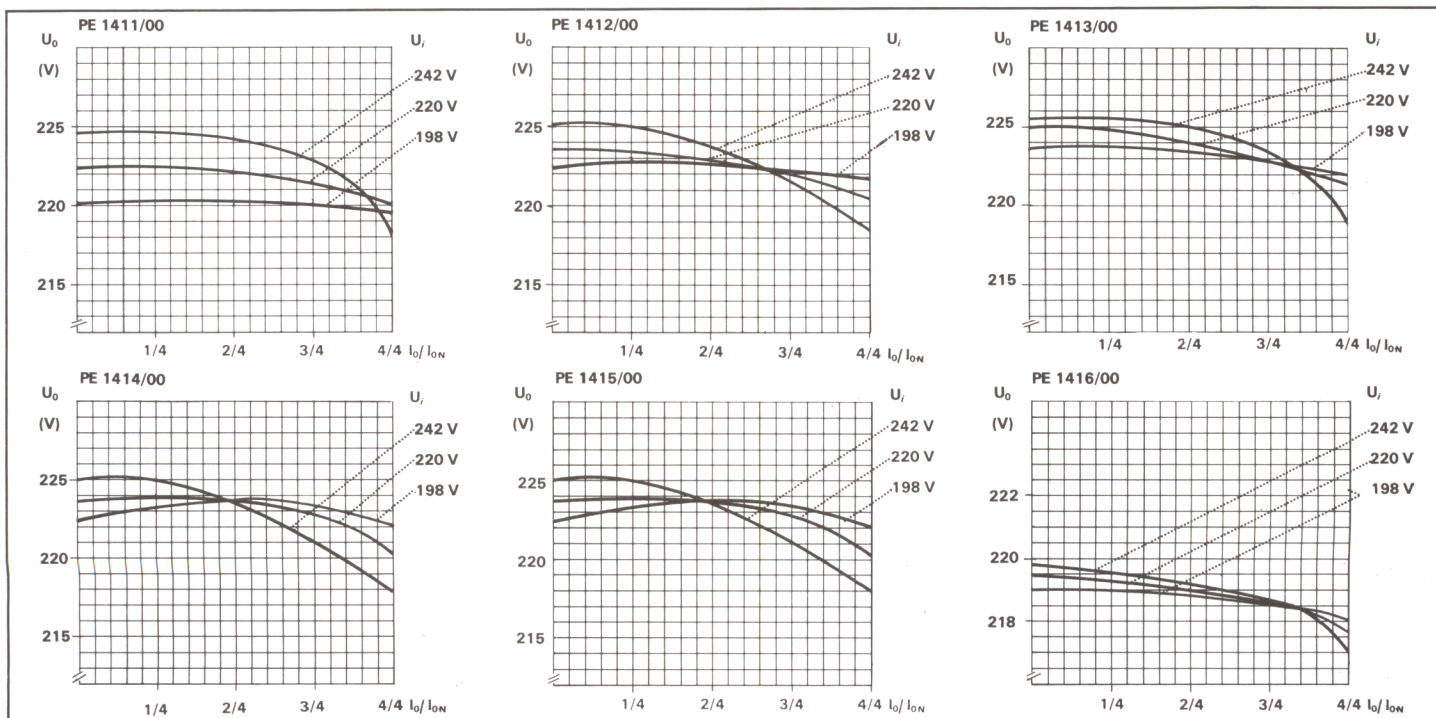 PE 1411/00
U₀
(V)
Uᵢ
242 V
220 V
198 V
225
220
215
1/4 2/4 3/4 4/4 I₀/I₀N
PE 1412/00
U₀
(V)
Uᵢ
242 V
220 V
198 V
225
220
215
1/4 2/4 3/4 4/4 I₀/I₀N
PE 1413/00
U₀
(V)
Uᵢ
242 V
220 V
198 V
225
220
215
1/4 2/4 3/4 4/4 I₀/I₀N
PE 1414/00
U₀
(V)
Uᵢ
242 V
220 V
198 V
225
220
215
1/4 2/4 3/4 4/4 I₀/I₀N
PE 1415/00
U₀
(V)
Uᵢ
242 V
220 V
198 V
225
220
215
1/4 2/4 3/4 4/4 I₀/I₀N
PE 1416/00
U₀
(V)
Uᵢ
242 V
220 V
198 V
222
220
218
1/4 2/4 3/4 4/4 I₀/I₀N